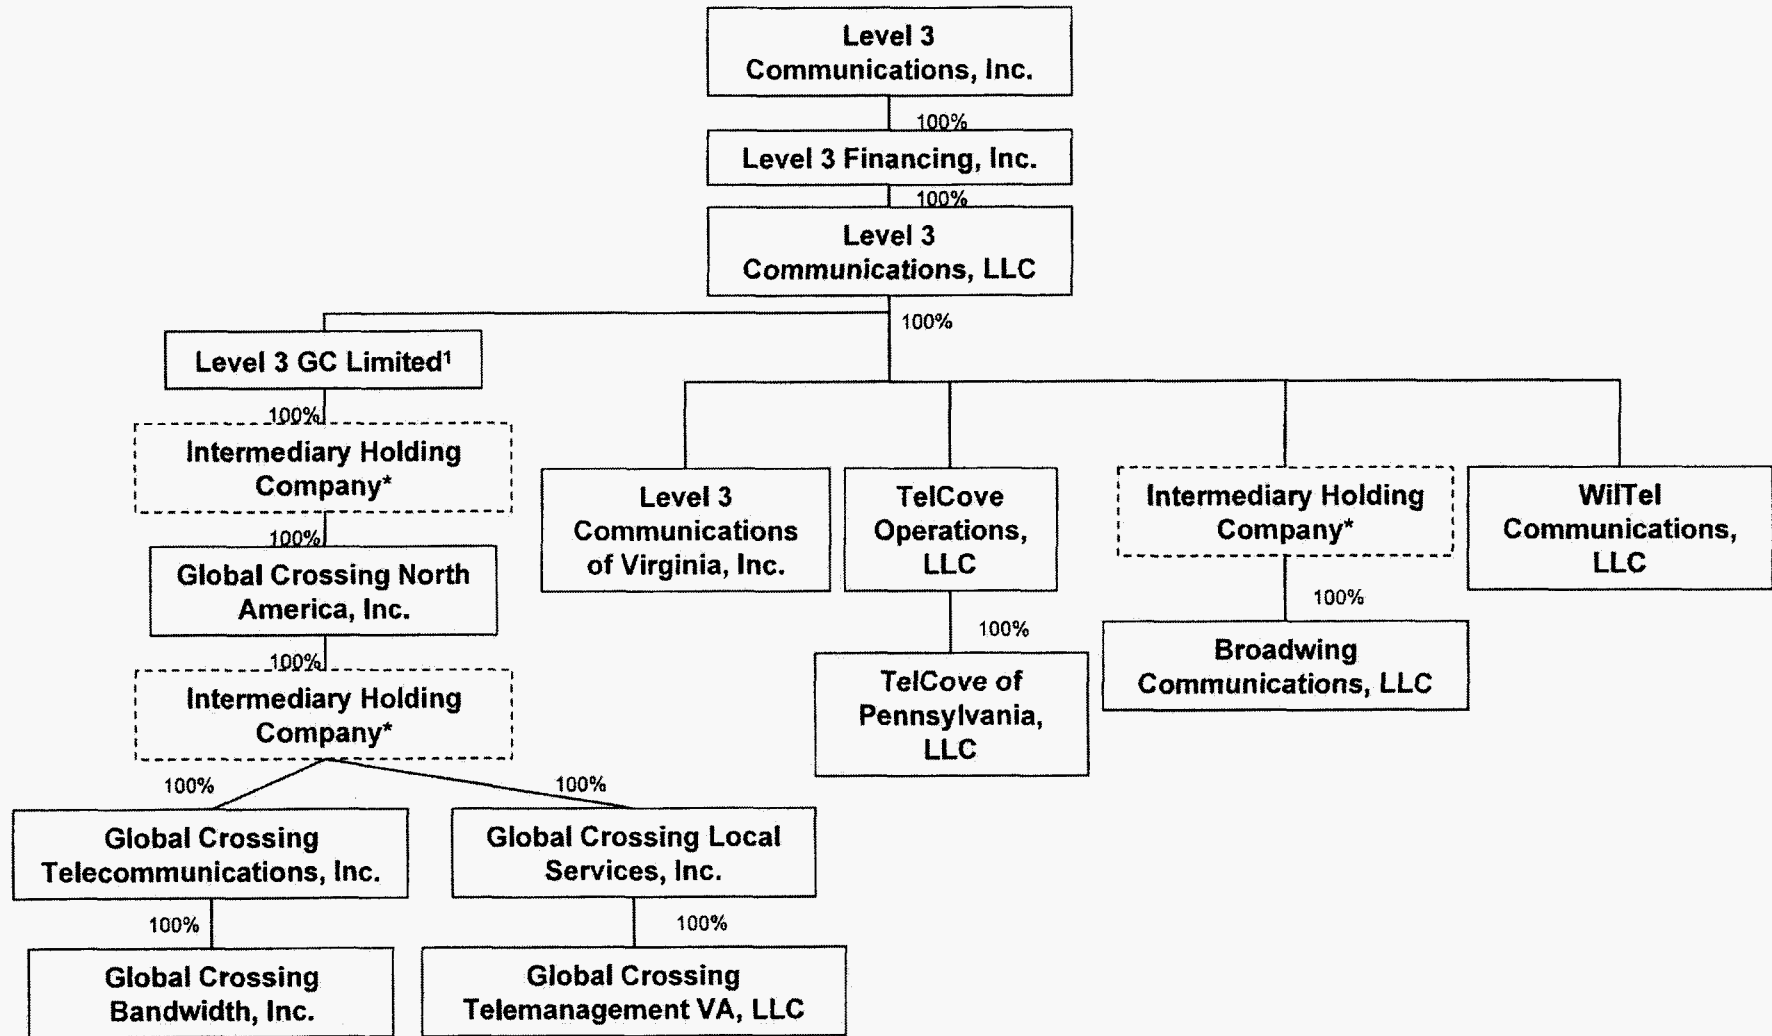 Level 3
Communications, Inc.
100%
Level 3 Financing, Inc.
100%
Level 3
Communications, LLC
100%
Level 3 GC Limited¹
100%
Intermediary Holding
Company*
100%
Global Crossing North
America, Inc.
100%
Intermediary Holding
Company*
100%
100%
Global Crossing
Telecommunications, Inc.
Global Crossing Local
Services, Inc.
100%
100%
Global Crossing
Bandwidth, Inc.
Global Crossing
Telemanagement VA, LLC
Level 3
Communications
of Virginia, Inc.
TelCove
Operations,
LLC
100%
TelCove of
Pennsylvania,
LLC
Intermediary Holding
Company*
100%
Broadwing
Communications, LLC
WilTel
Communications,
LLC